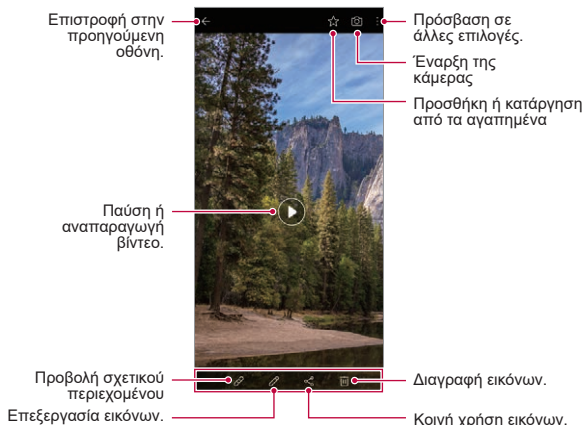 Επιστροφή στην
προηγούμενη
οθόνη.
Πρόσβαση σε
άλλες επιλογές.
Έναρξη της
κάμερας
Προσθήκη ή κατάργηση
από τα αγαπημένα
Παύση ή
αναπαραγωγή
βίντεο.
Προβολή σχετικού
περιεχομένου
Επεξεργασία εικόνων.
Διαγραφή εικόνων.
Κοινή χρήση εικόνων.